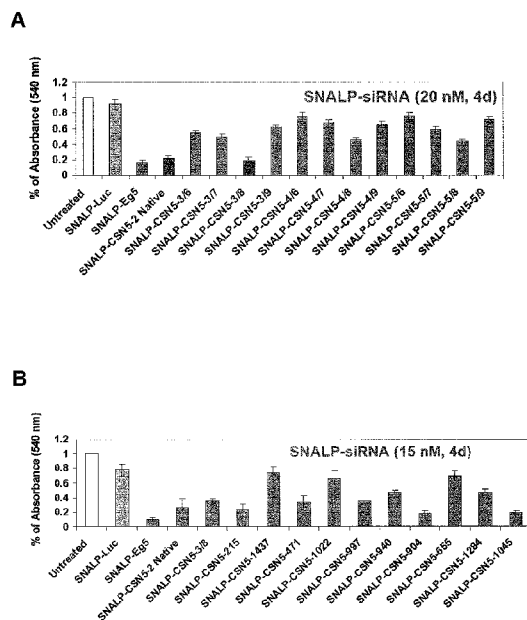 A
SNALP-siRNA (20 nM, 4d)
% of Absorbance (540 nm)
1.2
1
0.8
0.6
0.4
0.2
0
Untreated
SNALP-Luc
SNALP-Eg5
SNALP-CSN5-2 Native
SNALP-CSN5-3/6
SNALP-CSN5-3/7
SNALP-CSN5-3/8
SNALP-CSN5-3/9
SNALP-CSN5-4/6
SNALP-CSN5-4/7
SNALP-CSN5-4/8
SNALP-CSN5-4/9
SNALP-CSN5-5/6
SNALP-CSN5-5/7
SNALP-CSN5-5/8
SNALP-CSN5-5/9
B
SNALP-siRNA (15 nM, 4d)
% of Absorbance (540 nm)
1.2
1
0.8
0.6
0.4
0.2
0
Untreated
SNALP-Luc
SNALP-Eg5
SNALP-CSN5-2 Native
SNALP-CSN5-3/8
SNALP-CSN5-215
SNALP-CSN5-1437
SNALP-CSN5-471
SNALP-CSN5-1022
SNALP-CSN5-997
SNALP-CSN5-940
SNALP-CSN5-904
SNALP-CSN5-655
SNALP-CSN5-1294
SNALP-CSN5-1045